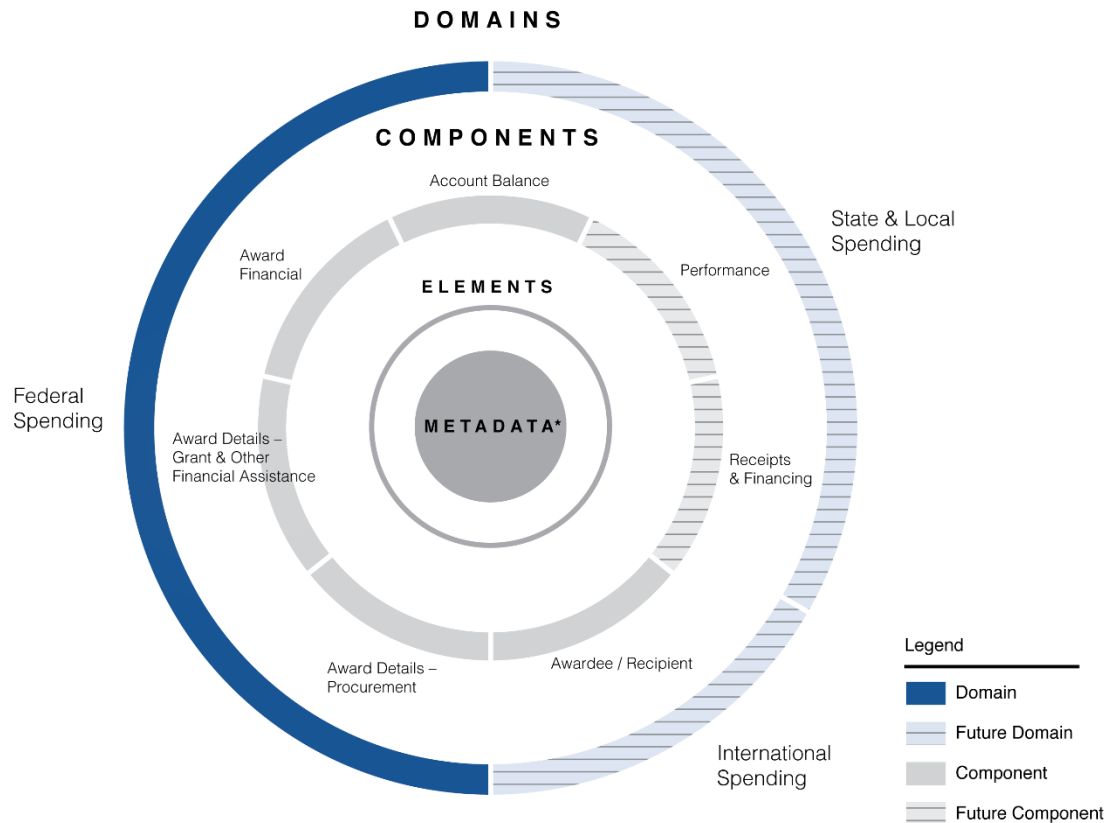 DOMAINS
COMPONENTS
Account Balance
State & Local
Spending
Award
Financial
Performance
ELEMENTS
Federal
Spending
METADATA*
Award Details –
Grant & Other
Financial Assistance
Receipts
& Financing
Award Details –
Procurement
Awardee / Recipient
International
Spending
Legend
Domain
Future Domain
Component
Future Component